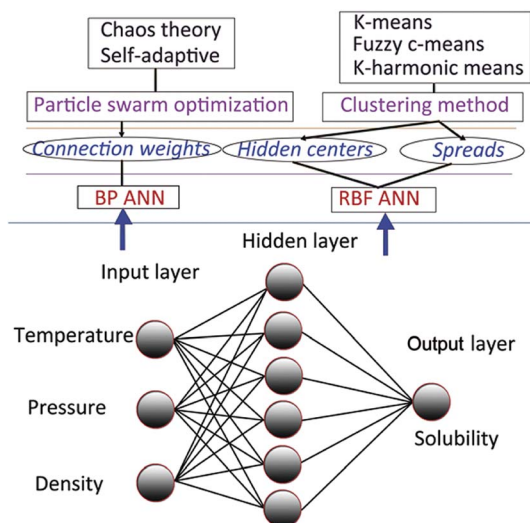 Chaos theory
Self-adaptive
K-means
Fuzzy c-means
K-harmonic means
Particle swarm optimization
Clustering method
Connection weights
Hidden centers
Spreads
BP ANN
RBF ANN
Hidden layer
Input layer
Temperature
Output layer
Pressure
Solubility
Density